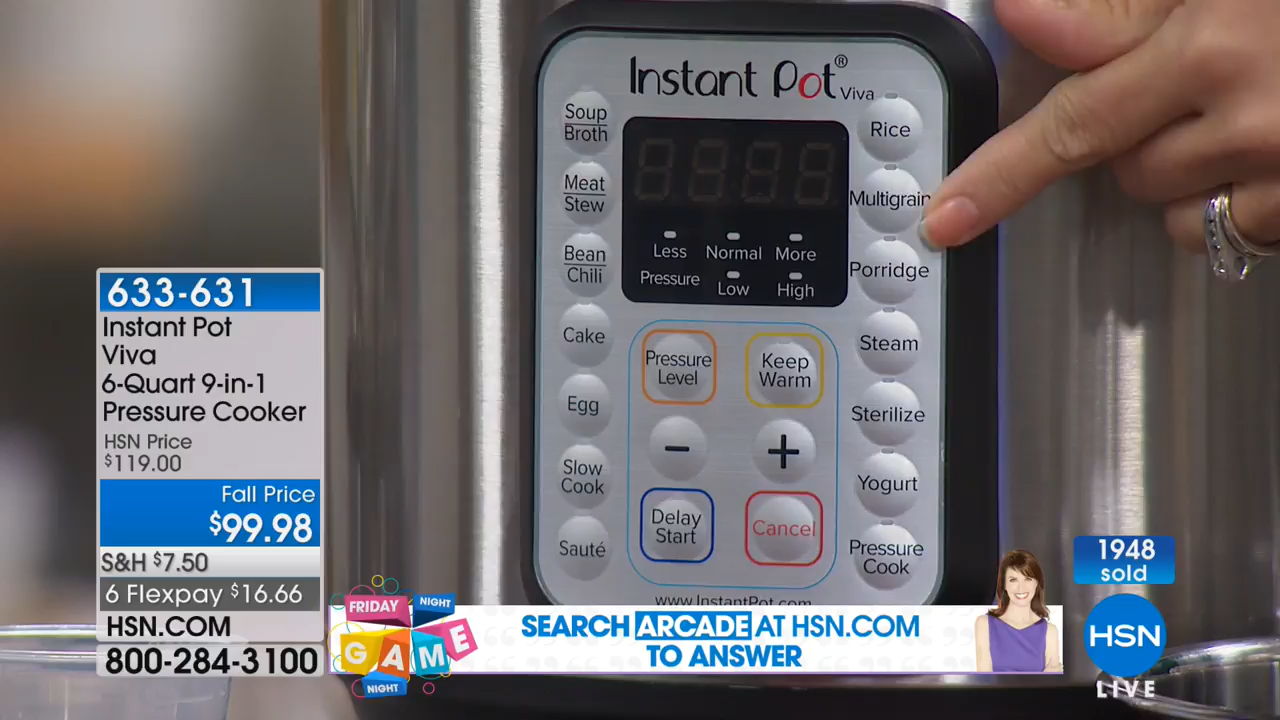 Instant Pot® Viva
Soup
Broth
Meat
Stew
Bean
Chili
Cake
Egg
Slow
Cook
Sauté
Less Normal More
Pressure Low High
Pressure
Level
Keep
Warm
-
+
Delay
Start
Cancel
Rice
Multigrain
Porridge
Steam
Sterilize
Yogurt
Pressure
Cook
www.InstantPot.com
633-631
Instant Pot
Viva
6-Quart 9-in-1
Pressure Cooker
HSN Price
$119.00
Fall Price
$99.98
S&H $7.50
6 Flexpay $16.66
HSN.COM
800-284-3100
FRIDAY
NIGHT
GAME
NIGHT
SEARCH ARCADE AT HSN.COM
TO ANSWER
1948
sold
HSN
LIVE